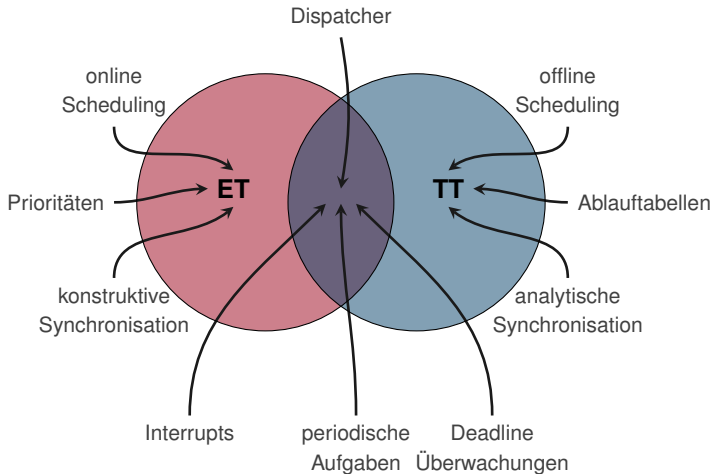 Dispatcher
online
Scheduling
offline
Scheduling
Prioritäten
ET
TT
Ablauftabellen
konstruktive
Synchronisation
analytische
Synchronisation
Interrupts
periodische
Aufgaben
Deadline
Überwachungen